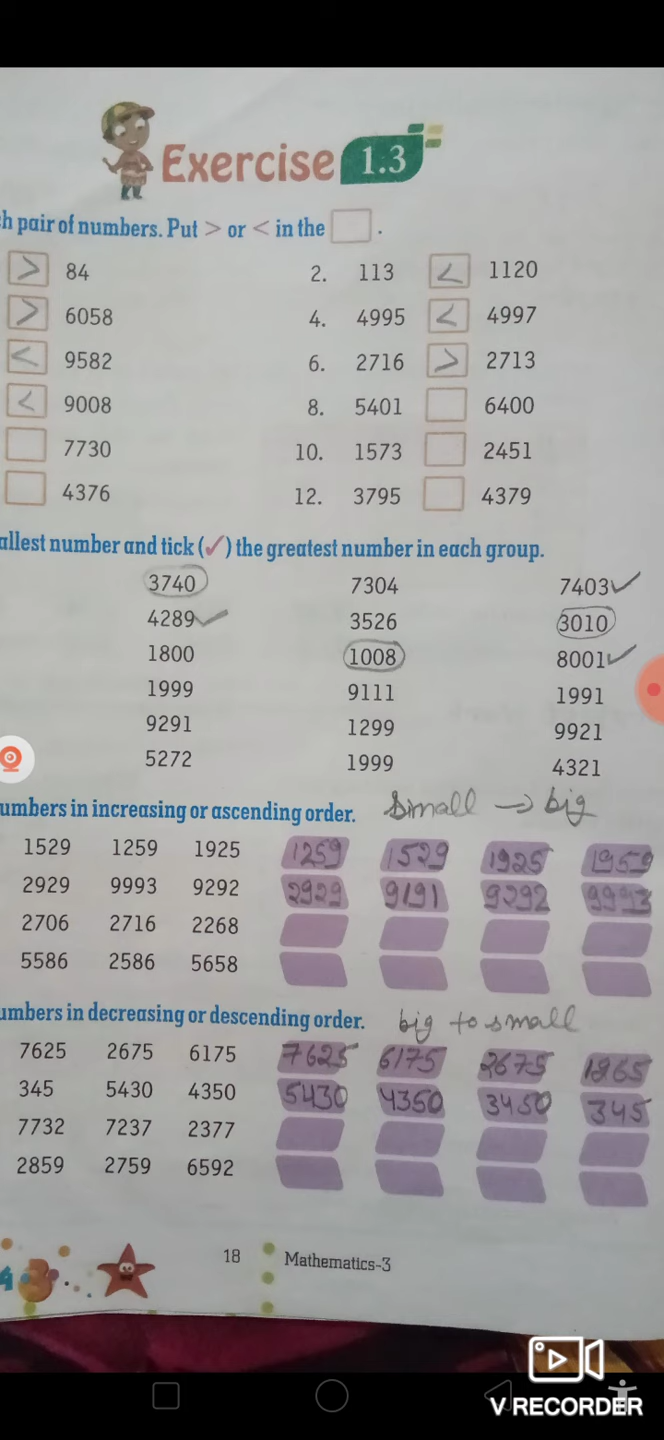 Exercise 1.3
h pair of numbers. Put > or < in the .
> 84 2. 113 < 1120
> 6058 4. 4995 < 4997
< 9582 6. 2716 > 2713
< 9008 8. 5401 6400
7730 10. 1573 2451
4376 12. 3795 4379
allest number and tick (✓) the greatest number in each group.
3740 7304 7403 ✓
4289 ✓ 3526 3010
1800 1008 8001 ✓
1999 9111 1991
9291 1299 9921
5272 1999 4321
umbers in increasing or ascending order. Small → big
1529 1259 1925 1259 1529 1925 1959
2929 9993 9292 2929 9191 9292 9993
2706 2716 2268
5586 2586 5658
umbers in decreasing or descending order. big to small
7625 2675 6175 7625 6175 2675 1265
345 5430 4350 5430 4350 3450 345
7732 7237 2377
2859 2759 6592
18 Mathematics-3
V RECORDER